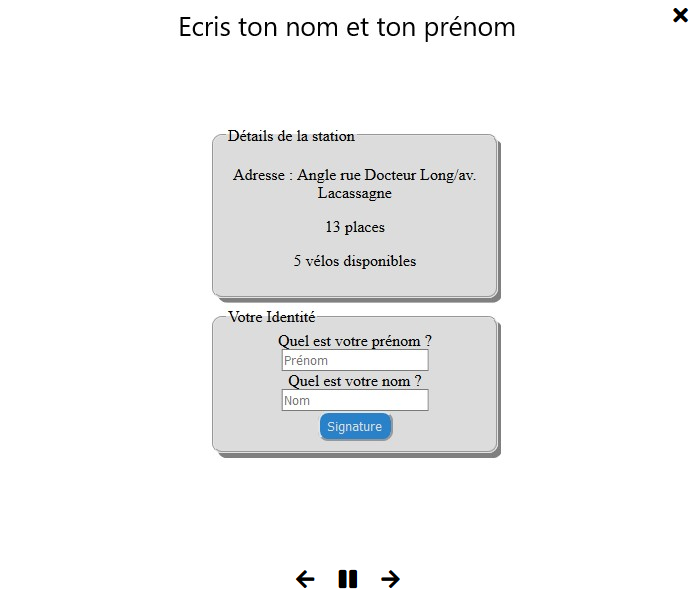 Ecris ton nom et ton prénom
Détails de la station
Adresse : Angle rue Docteur Long/av.
Lacassagne
13 places
5 vélos disponibles
Votre Identité
Quel est votre prénom ?
Prénom
Quel est votre nom ?
Nom
Signature